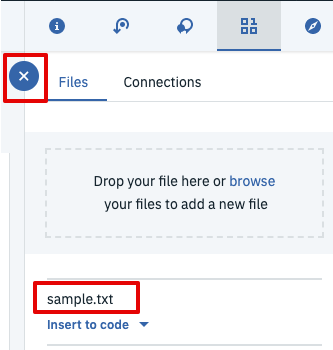 Files Connections
Drop your file here or browse
your files to add a new file
sample.txt
Insert to code